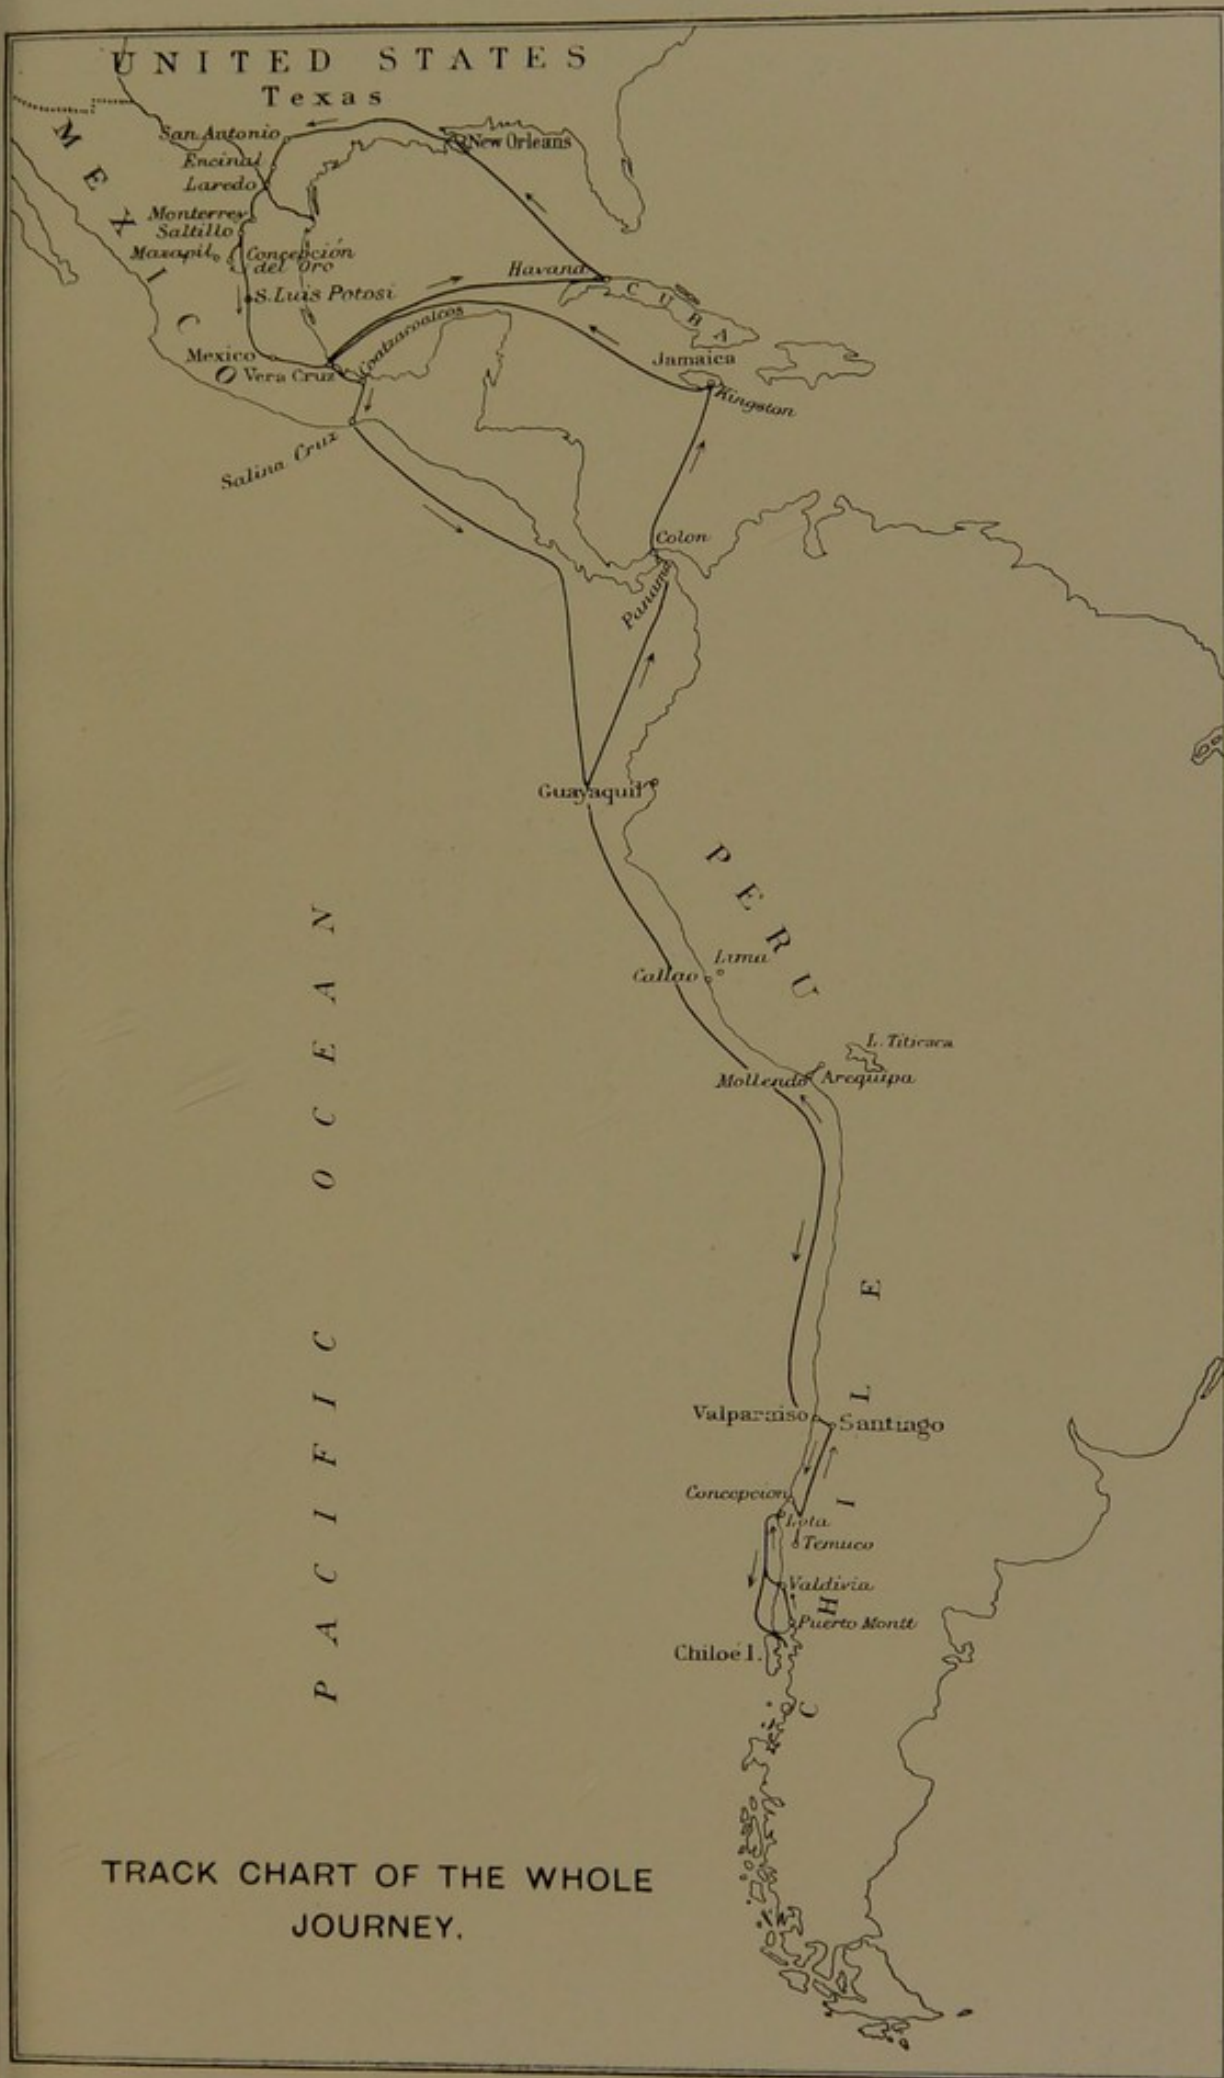 UNITED STATES
Texas
San Antonio
New Orleans
Encinal
Laredo
MEXICO
Monterrey
Saltillo
Mazapil
Concepción
del Oro
Havana
CUBA
S. Luis Potosi
Coatzacoalcos
Mexico
Jamaica
Vera Cruz
Kingston
Salina Cruz
Colon
Panama
Guayaquil
PERU
Lima
Callao
L. Titicaca
Mollendo
Arequipa
PACIFIC OCEAN
CHILE
Valparaiso
Santiago
Concepcion
Lota
Temuco
Valdivia
Puerto Montt
Chiloé I.
TRACK CHART OF THE WHOLE
JOURNEY.